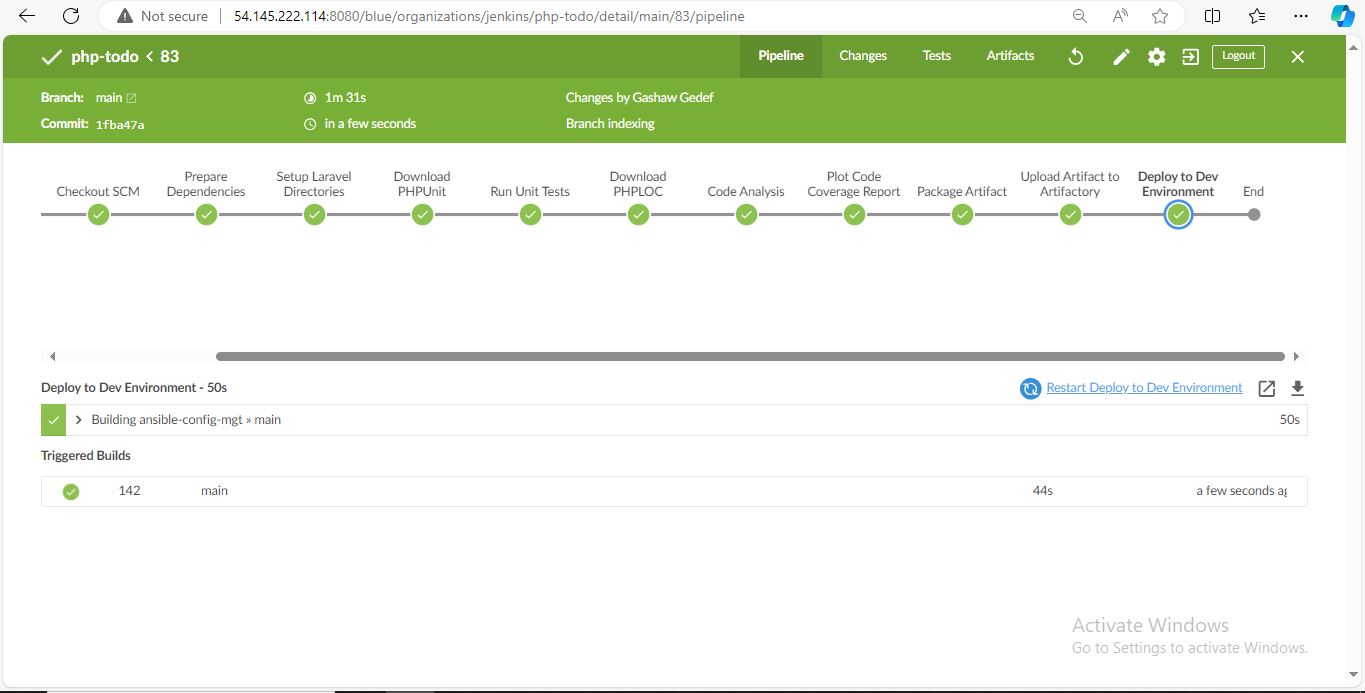 Not secure
54.145.222.114:8080/blue/organizations/jenkins/php-todo/detail/main/83/pipeline
php-todo < 83
Pipeline
Changes
Tests
Artifacts
Logout
Branch: main
1m 31s
Changes by Gashaw Gedef
Commit: 1fba47a
in a few seconds
Branch indexing
Checkout SCM
Prepare
Dependencies
Setup Laravel
Directories
Download
PHPUnit
Run Unit Tests
Download
PHPLOC
Code Analysis
Plot Code
Coverage Report
Package Artifact
Upload Artifact to
Artifactory
Deploy to Dev
Environment
End
Deploy to Dev Environment - 50s
Restart Deploy to Dev Environment
Building ansible-config-mgt » main
50s
Triggered Builds
142
main
44s
a few seconds
Activate Windows
Go to Settings to activate Windows.